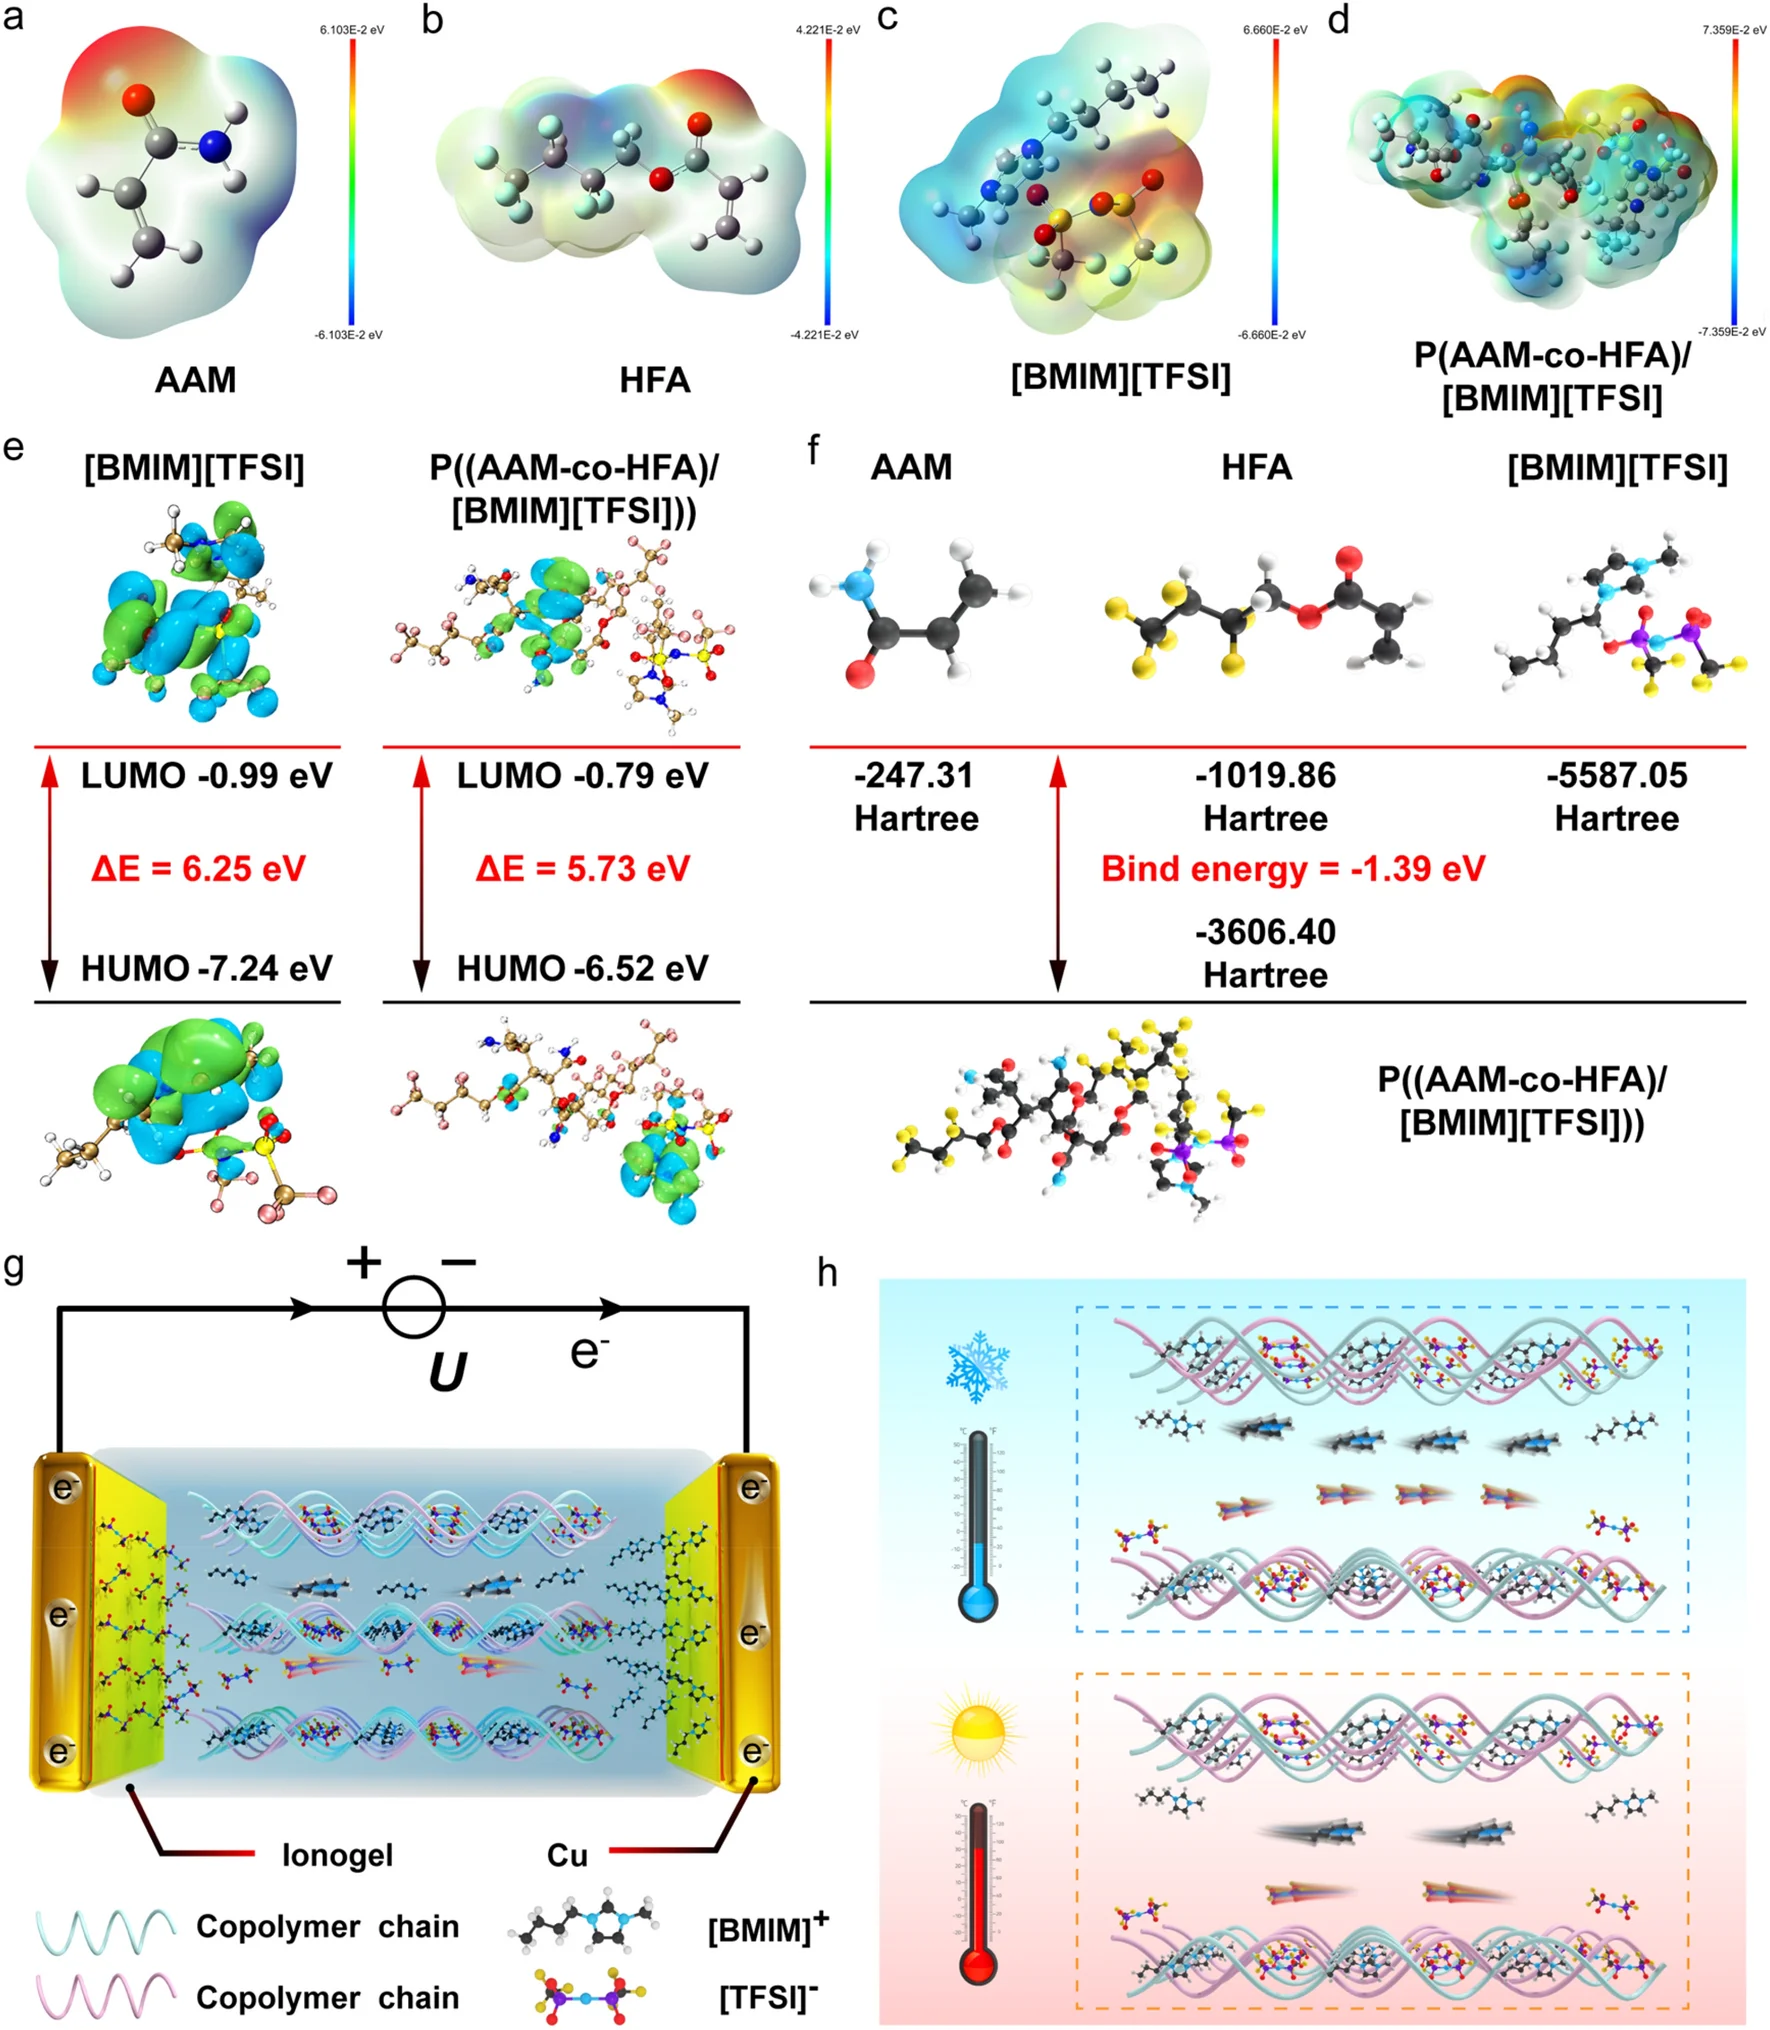 a
b
c
d
6.103E-2 eV
-6.103E-2 eV
4.221E-2 eV
-4.221E-2 eV
6.660E-2 eV
-6.660E-2 eV
7.359E-2 eV
-7.359E-2 eV
AAM
HFA
[BMIM][TFSI]
P(AAM-co-HFA)/
[BMIM][TFSI]
e
[BMIM][TFSI]
P((AAM-co-HFA)/
[BMIM][TFSI]))
LUMO -0.99 eV
ΔE = 6.25 eV
HUMO -7.24 eV
LUMO -0.79 eV
ΔE = 5.73 eV
HUMO -6.52 eV
f
AAM
HFA
[BMIM][TFSI]
-247.31
Hartree
-1019.86
Hartree
-5587.05
Hartree
Bind energy = -1.39 eV
-3606.40
Hartree
P((AAM-co-HFA)/
[BMIM][TFSI]))
g
+
−
U
e-
e-
e-
e-
e-
e-
e-
Ionogel
Cu
Copolymer chain
[BMIM]+
Copolymer chain
[TFSI]-
h
°C
°F
°C
°F